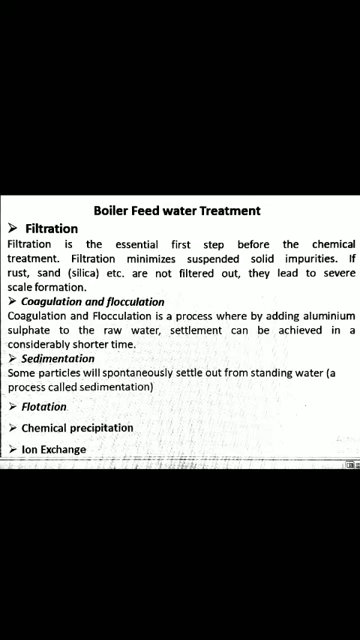 Boiler Feed water Treatment
➢ Filtration
Filtration is the essential first step before the chemical
treatment. Filtration minimizes suspended solid impurities. If
rust, sand (silica) etc. are not filtered out, they lead to severe
scale formation.
➢ Coagulation and flocculation
Coagulation and Flocculation is a process where by adding aluminium
sulphate to the raw water, settlement can be achieved in a
considerably shorter time.
➢ Sedimentation
Some particles will spontaneously settle out from standing water (a
process called sedimentation)
➢ Flotation
➢ Chemical precipitation
➢ Ion Exchange